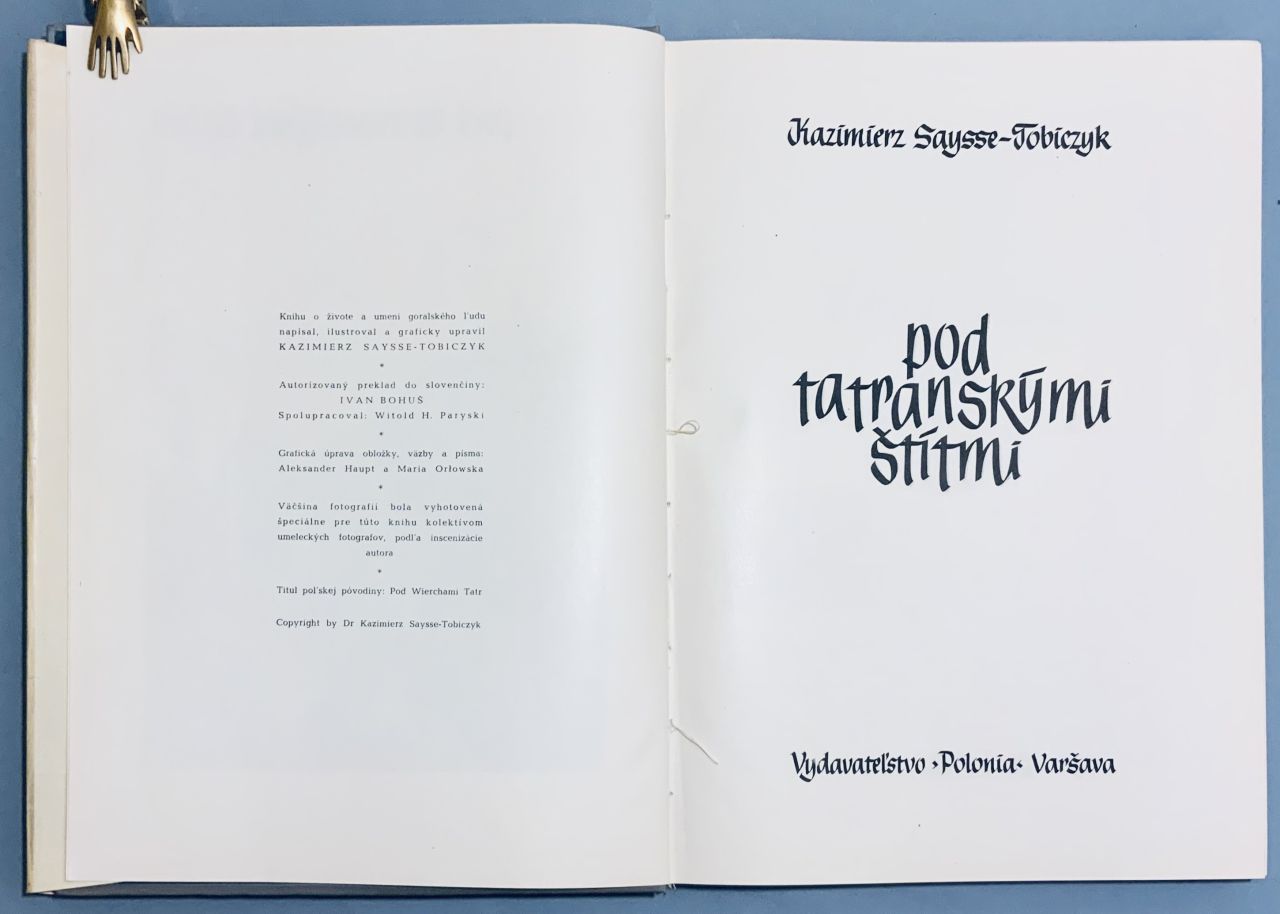 Knihu o živote a umení goralského ľudu
napísal, ilustroval a graficky upravil
KAZIMIERZ SAYSSE-TOBICZYK
*
Autorizovaný preklad do slovenčiny:
IVAN BOHUŠ
Spolupracoval: Witold H. Paryski
*
Grafická úprava obložky, väzby a písma:
Aleksander Haupt a Maria Orłowska
*
Väčšina fotografií bola vyhotovená
špeciálne pre túto knihu kolektívom
umeleckých fotografov, podľa inscenizácie
autora
*
Titul poľskej pôvodiny: Pod Wierchami Tatr
Copyright by Dr Kazimierz Saysse-Tobiczyk
Kazimierz Saysse-Tobiczyk
pod
tatranskými
štítmi
Vydavateľstvo ›Polonia‹ Varšava